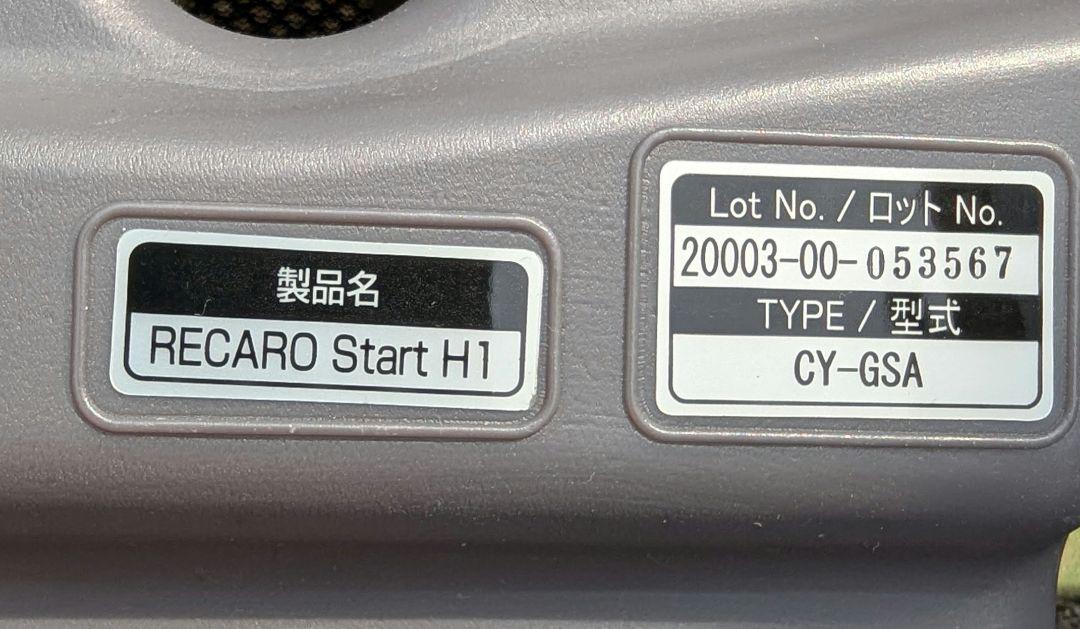 製品名
RECARO Start H1
Lot No. / ロット No.
20003-00-053567
TYPE / 型式
CY-GSA